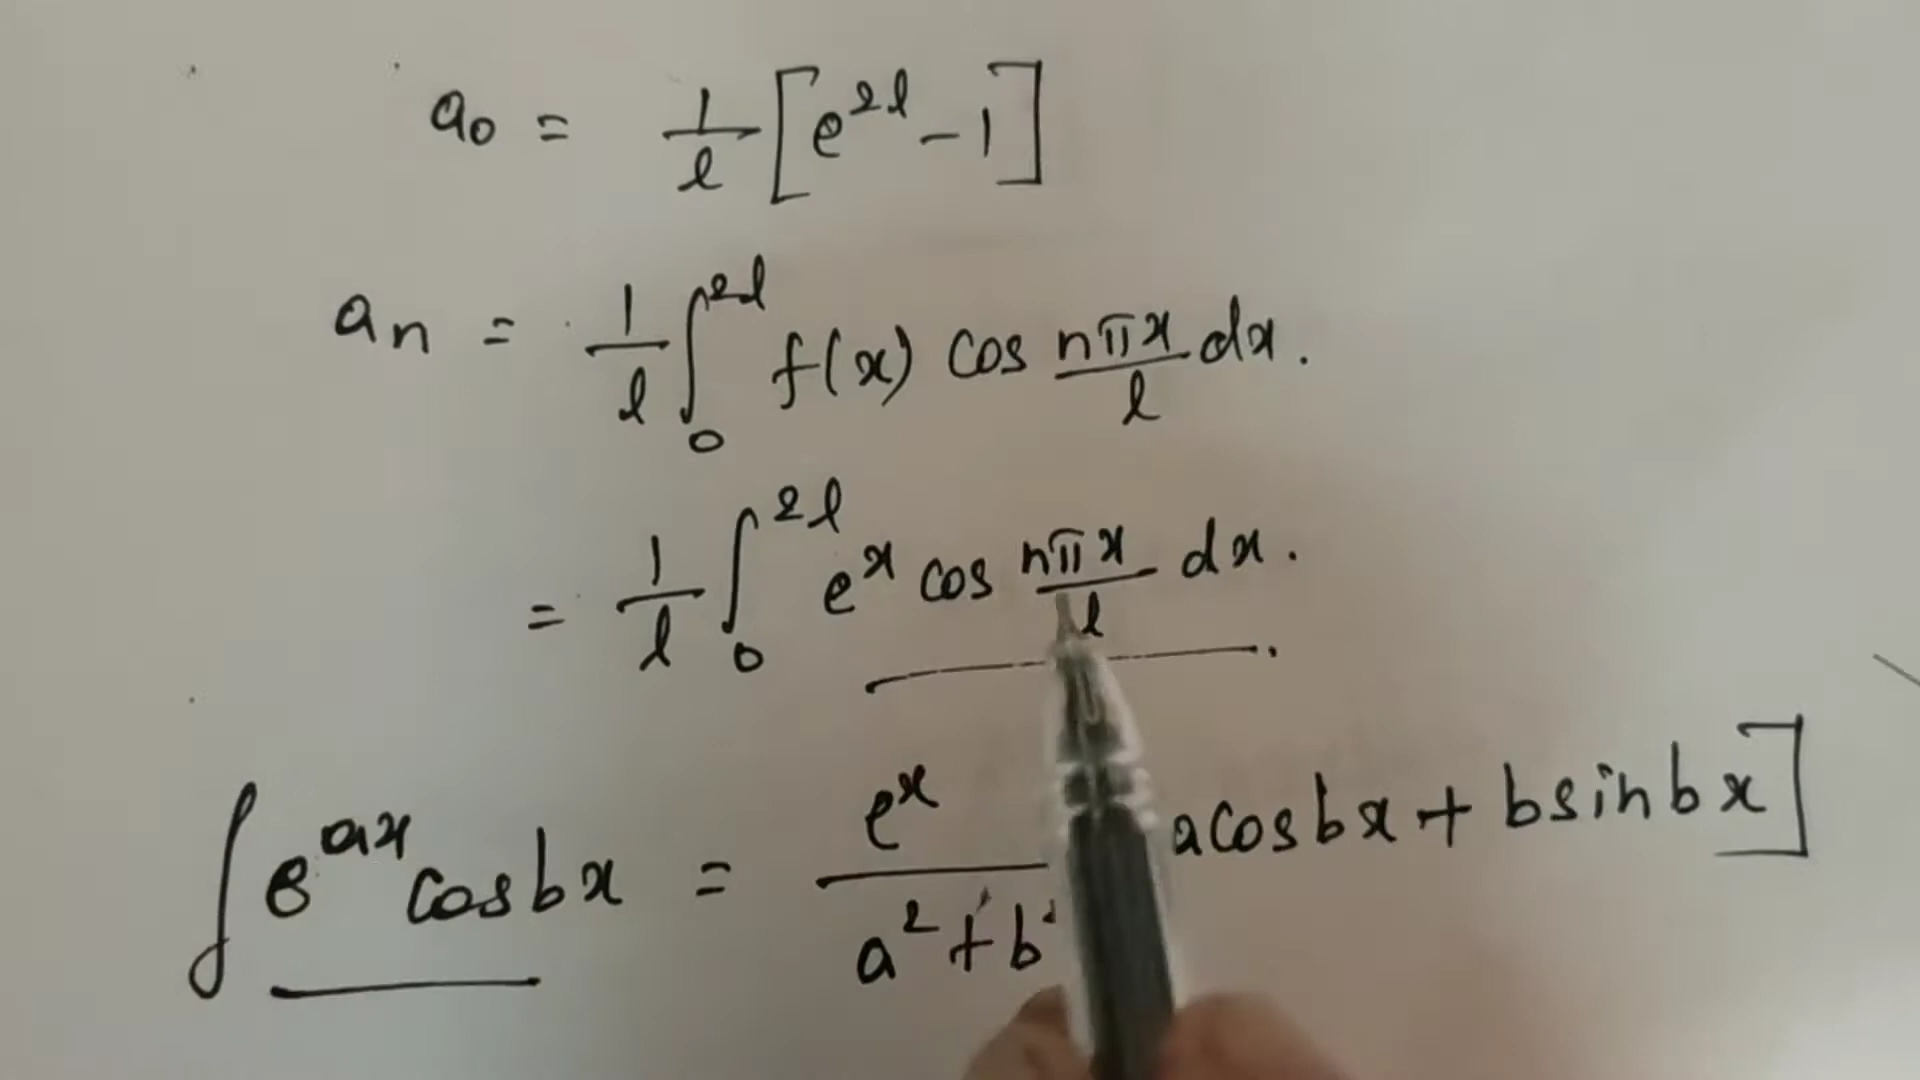 a₀ = 1/l [e^{2l} - 1]
aₙ = 1/l ∫₀^{2l} f(x) cos nπx/l dx.
= 1/l ∫₀^{2l} e^x cos nπx/l dx.
∫ e^{ax} cos bx = e^x / a² + b a cos bx + b sin bx ]